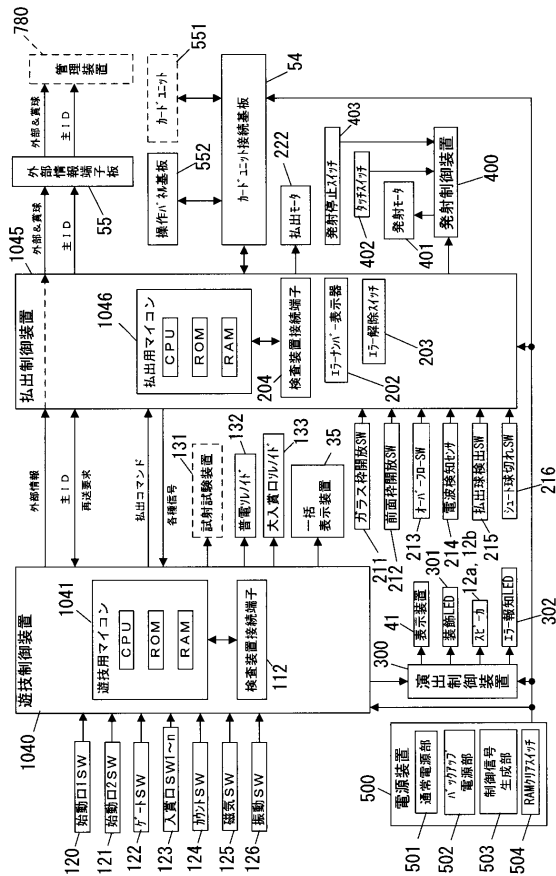 1040
遊技制御装置
1041
遊技用マイコン
CPU
ROM
RAM
検査装置接続端子
112
120
始動口1SW
121
始動口2SW
122
ゲートSW
123
入賞口SW1~n
124
カウントSW
125
磁気SW
126
振動SW
外部情報
主ID
再送要求
払出コマンド
各種信号
131
試射試験装置
132
普電ソレノイド
133
大入賞口ソレノイド
35
一括
表示装置
1045
払出制御装置
1046
払出用マイコン
CPU
ROM
RAM
204
検査装置接続端子
エラーナンバー表示器
202
エラー解除スイッチ
203
外部&賞球
主ID
55
外部
情報端子
板
外部&賞球
主ID
780
管理装置
551
カードユニット
552
操作パネル基板
54
カードユニット接続基板
222
払出モータ
403
発射停止スイッチ
402
タッチスイッチ
401
発射モータ
400
発射制御装置
211
ガラス枠開放SW
212
前面枠開放SW
213
オーバーフローSW
214
電波検知センサ
215
払出球検出SW
216
シュート球切れSW
300
演出制御装置
41
表示装置
301
装飾LED
12a, 12b
スピーカ
302
エラー報知LED
500
電源装置
501
通常電源部
502
バックアップ
電源部
503
制御信号
生成部
504
RAMクリアスイッチ